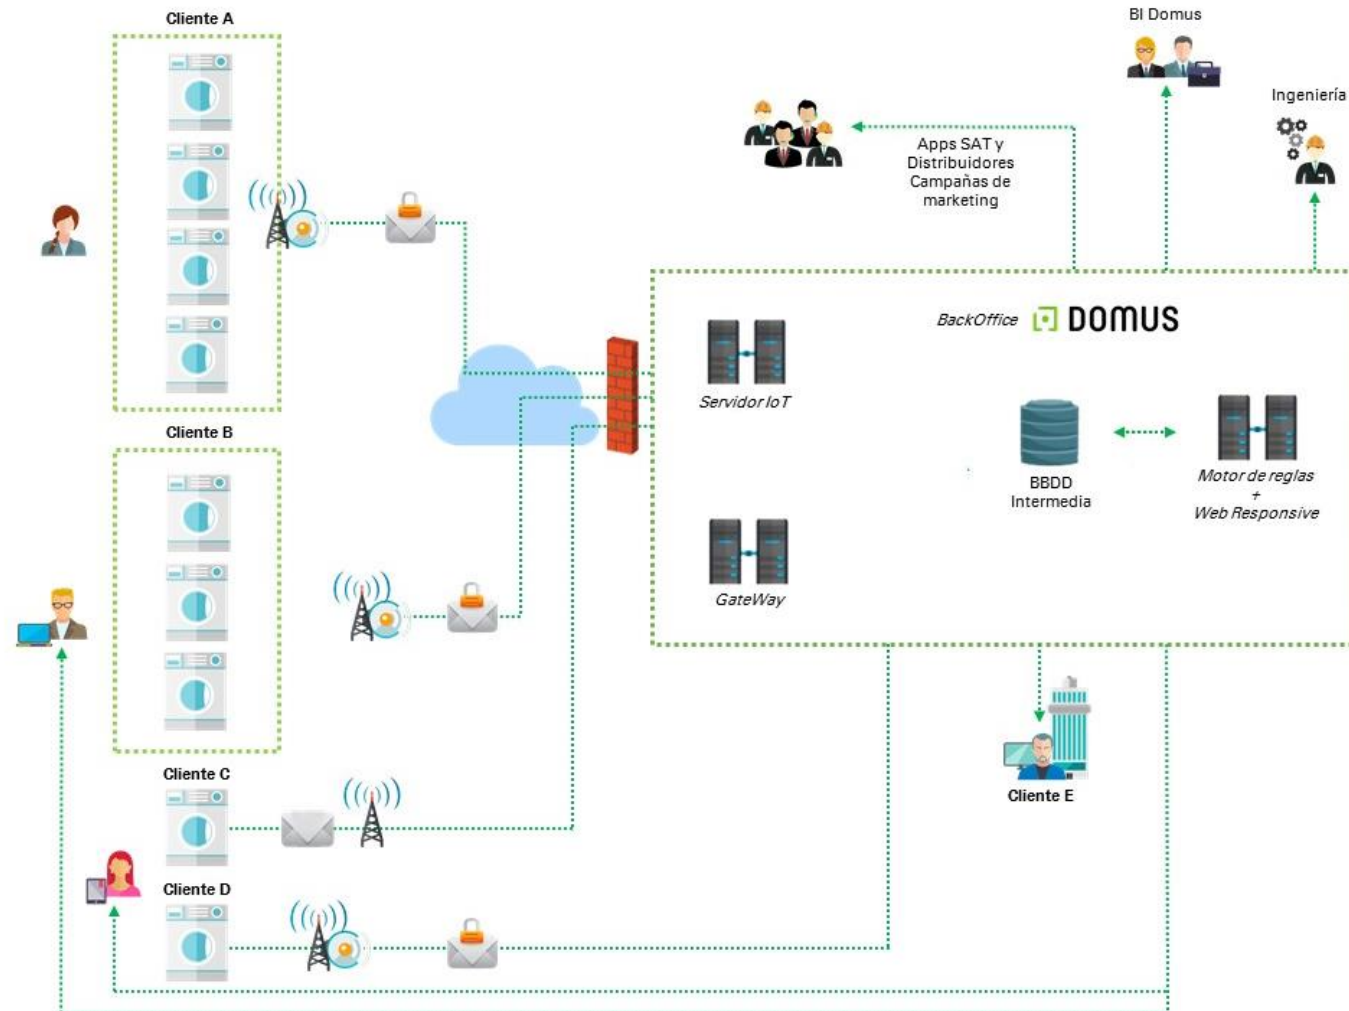 Cliente A
BI Domus
Ingeniería
Apps SAT y
Distribuidores
Campañas de
marketing
BackOffice DOMUS
Servidor IoT
Cliente B
BBDD
Intermedia
Motor de reglas
+
Web Responsive
GateWay
Cliente C
Cliente E
Cliente D